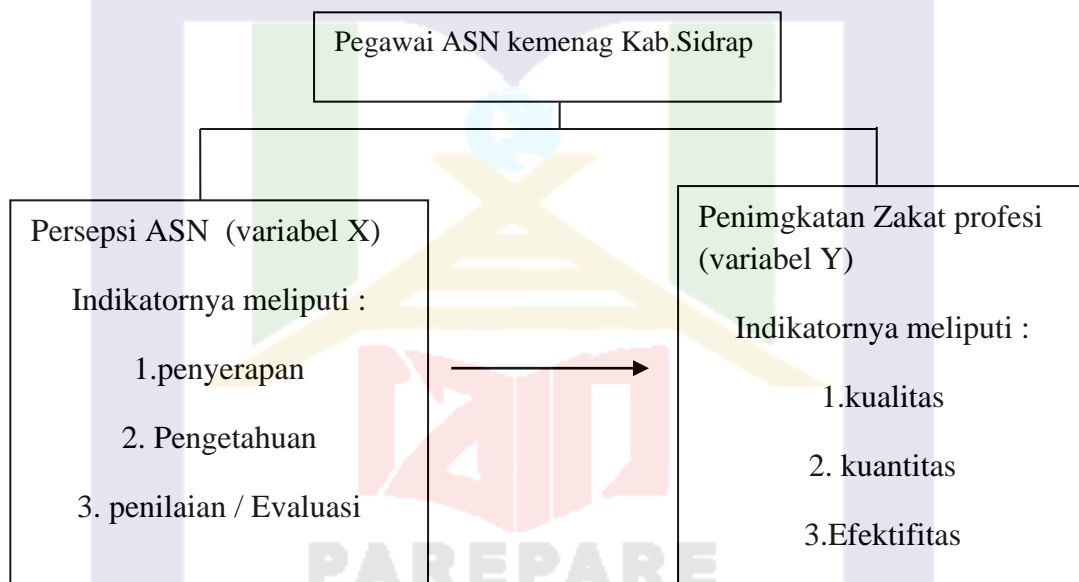 Pegawai ASN kemenag Kab.Sidrap
Persepsi ASN (variabel X)
Indikatornya meliputi :
1.penyerapan
2. Pengetahuan
3. penilaian / Evaluasi
Penimgkatan Zakat profesi
(variabel Y)
Indikatornya meliputi :
1.kualitas
2. kuantitas
3.Efektifitas
PAREPARE